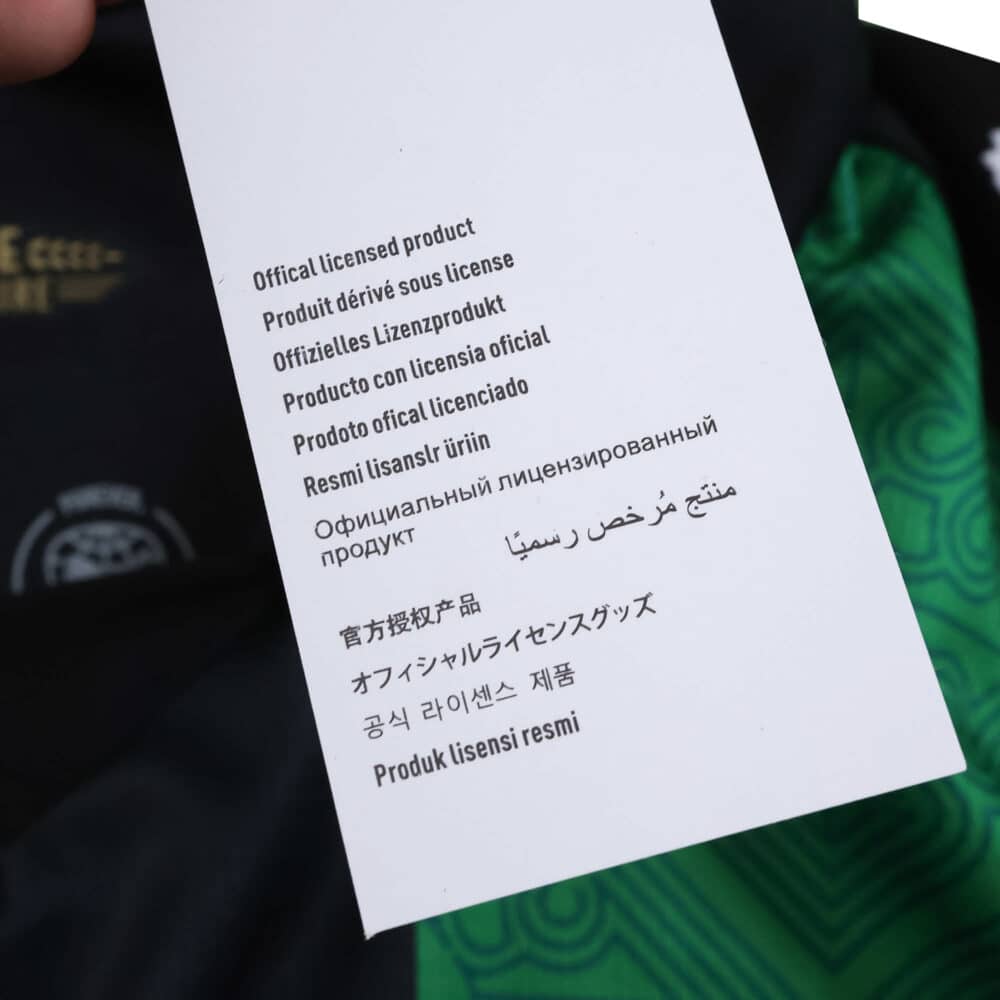 Offical licensed product
Produit dérivé sous license
Offizielles Lizenzprodukt
Producto con licensia oficial
Prodoto ofical licenciado
Resmi lisanslr üriin
Официальный лицензированный
продукт
منتج مُرخص رسميًا
官方授权产品
オフィシャルライセンスグッズ
공식 라이센스 제품
Produk lisensi resmi